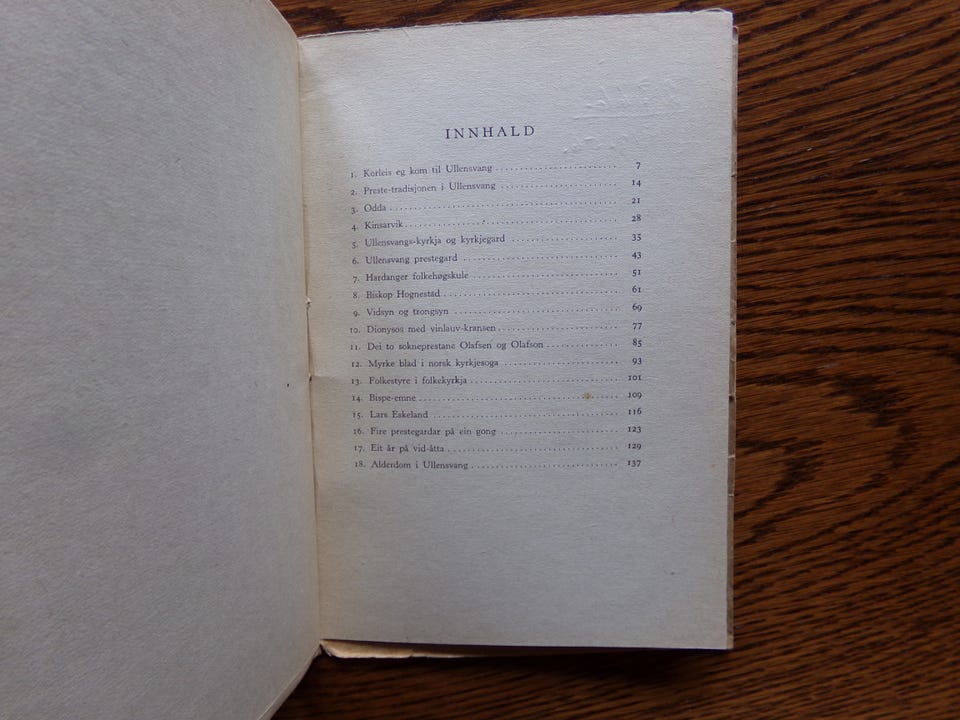 INNHALD
1. Korleis eg kom til Ullensvang 7
2. Preste-tradisjonen i Ullensvang 14
3. Odda 21
4. Kinsarvik 28
5. Ullensvangs-kyrkja og kyrkjegard 35
6. Ullensvang prestegard 43
7. Hardanger folkehøgskule 51
8. Biskop Hognestad 61
9. Vidsyn og trongsyn 69
10. Dionysos med vinlauv-kransen 77
11. Dei to sokneprestane Olafsen og Olafson 85
12. Myrke blad i norsk kyrkjesoga 93
13. Folkestyre i folkekyrkja 101
14. Bispe-emne 109
15. Lars Eskeland 116
16. Fire prestegardar på ein gong 123
17. Eit år på vid-åtta 129
18. Alderdom i Ullensvang 137